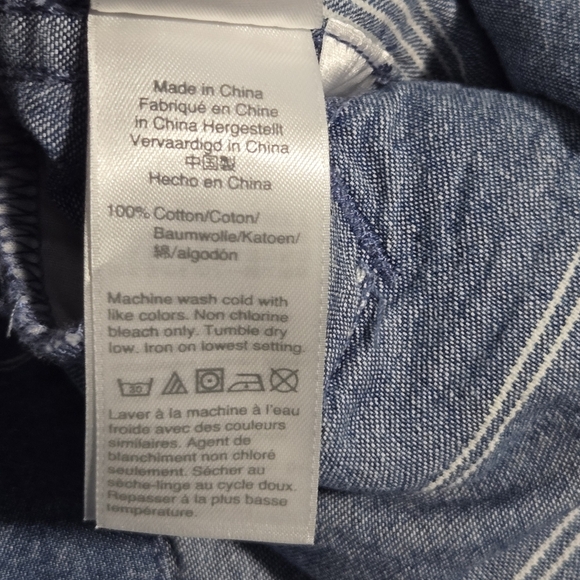 Made in China
Fabriqué en Chine
in China Hergestellt
Vervaardigd in China
中国製
Hecho en China
100% Cotton/Coton/
Baumwolle/Katoen/
綿/algodón
Machine wash cold with
like colors. Non chlorine
bleach only. Tumble dry
low. Iron on lowest setting.
30
Laver à la machine à l'eau
froide avec des couleurs
similaires. Agent de
blanchiment non chloré
seulement. Sécher au
sèche-linge au cycle doux.
Repasser à la plus basse
température.